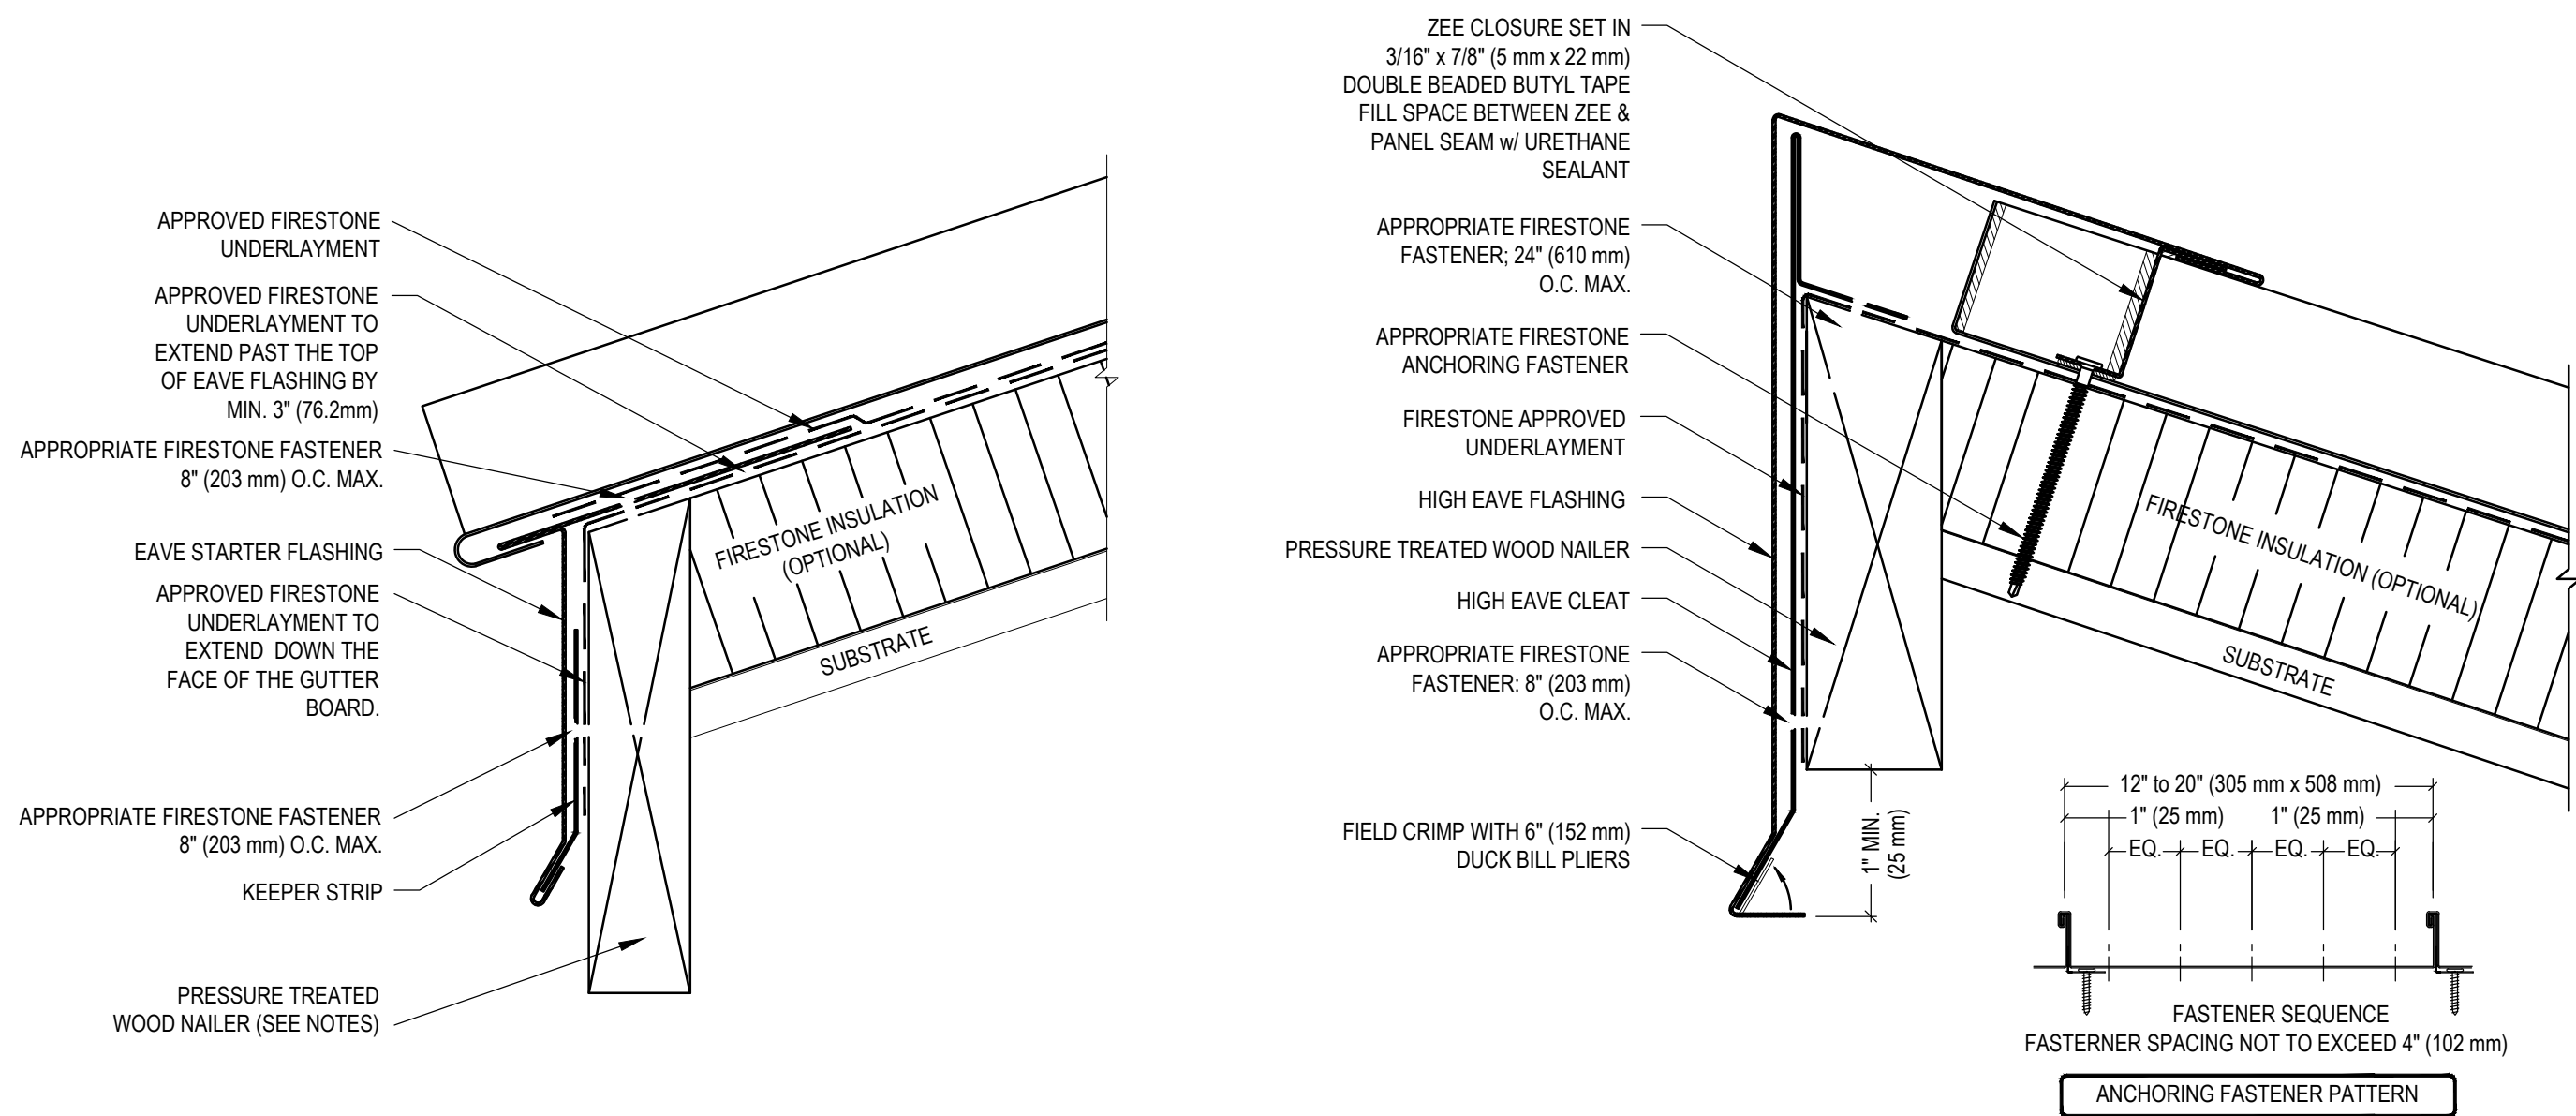 APPROVED FIRESTONE
UNDERLAYMENT
APPROVED FIRESTONE
UNDERLAYMENT TO
EXTEND PAST THE TOP
OF EAVE FLASHING BY
MIN. 3" (76.2mm)
APPROPRIATE FIRESTONE FASTENER
8" (203 mm) O.C. MAX.
EAVE STARTER FLASHING
APPROVED FIRESTONE
UNDERLAYMENT TO
EXTEND DOWN THE
FACE OF THE GUTTER
BOARD.
APPROPRIATE FIRESTONE FASTENER
8" (203 mm) O.C. MAX.
KEEPER STRIP
PRESSURE TREATED
WOOD NAILER (SEE NOTES)
FIRESTONE INSULATION
(OPTIONAL)
SUBSTRATE
ZEE CLOSURE SET IN
3/16" x 7/8" (5 mm x 22 mm)
DOUBLE BEADED BUTYL TAPE
FILL SPACE BETWEEN ZEE &
PANEL SEAM w/ URETHANE
SEALANT
APPROPRIATE FIRESTONE
FASTENER; 24" (610 mm)
O.C. MAX.
APPROPRIATE FIRESTONE
ANCHORING FASTENER
FIRESTONE APPROVED
UNDERLAYMENT
HIGH EAVE FLASHING
PRESSURE TREATED WOOD NAILER
HIGH EAVE CLEAT
APPROPRIATE FIRESTONE
FASTENER: 8" (203 mm)
O.C. MAX.
FIELD CRIMP WITH 6" (152 mm)
DUCK BILL PLIERS
1" MIN.
(25 mm)
FIRESTONE INSULATION (OPTIONAL)
SUBSTRATE
12" to 20" (305 mm x 508 mm)
1" (25 mm) 1" (25 mm)
EQ. EQ. EQ. EQ.
FASTENER SEQUENCE
FASTERNER SPACING NOT TO EXCEED 4" (102 mm)
ANCHORING FASTENER PATTERN